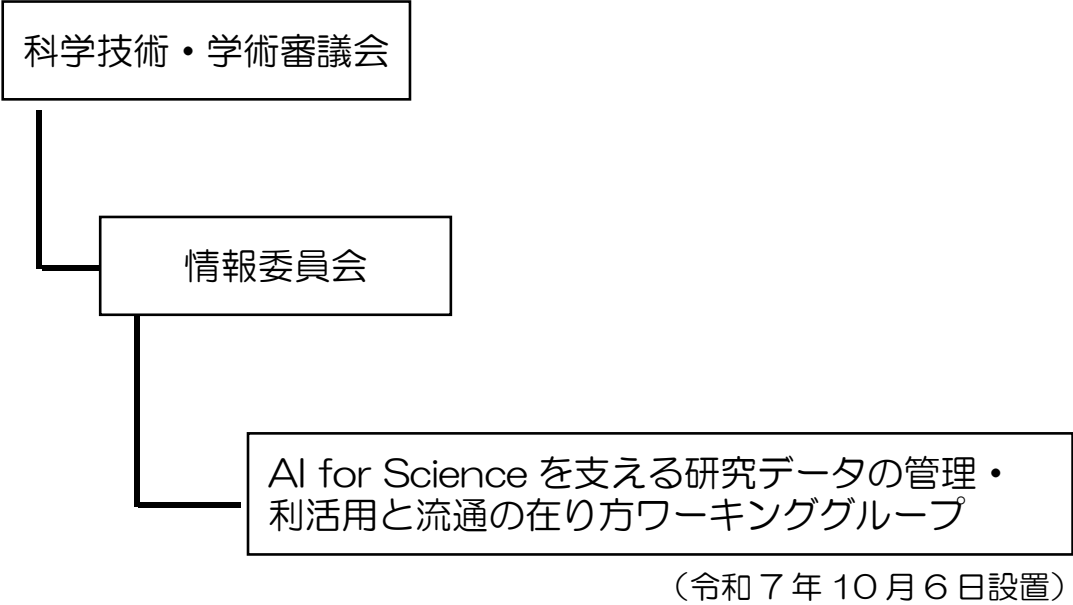 科学技術・学術審議会
情報委員会
AI for Science を支える研究データの管理・
利活用と流通の在り方ワーキンググループ
（令和７年 10 月６日設置）